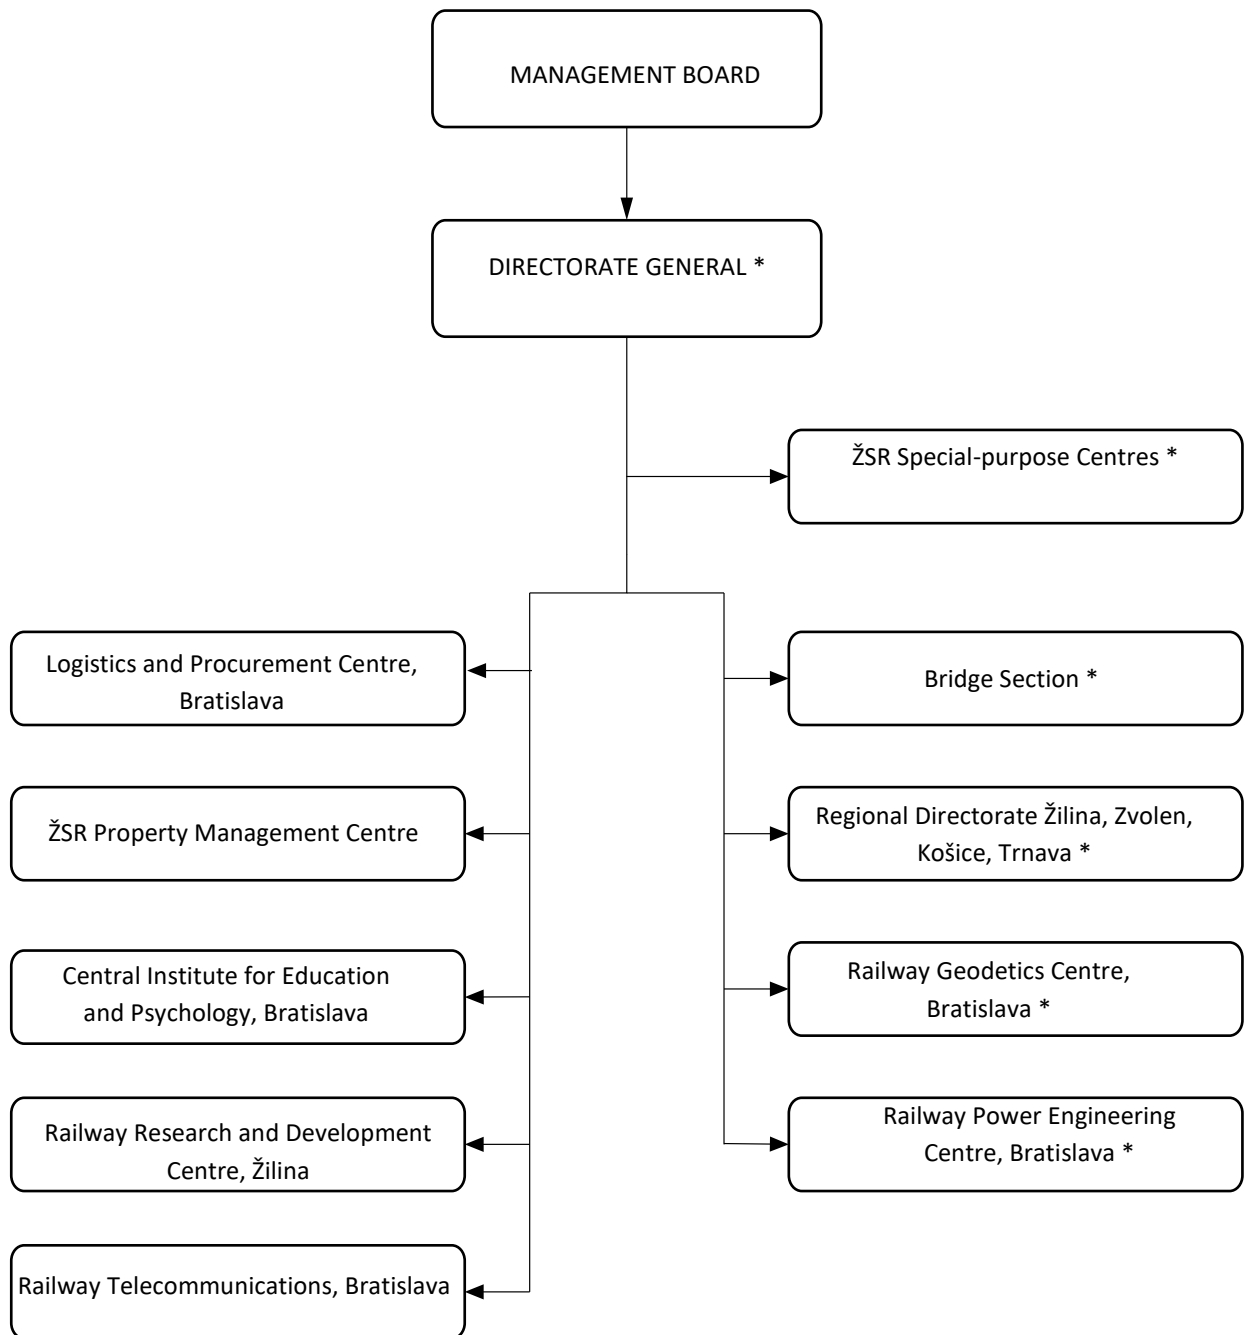 MANAGEMENT BOARD
DIRECTORATE GENERAL *
ŽSR Special-purpose Centres *
Logistics and Procurement Centre,
Bratislava
Bridge Section *
ŽSR Property Management Centre
Regional Directorate Žilina, Zvolen,
Košice, Trnava *
Central Institute for Education
and Psychology, Bratislava
Railway Geodetics Centre,
Bratislava *
Railway Research and Development
Centre, Žilina
Railway Power Engineering
Centre, Bratislava *
Railway Telecommunications, Bratislava